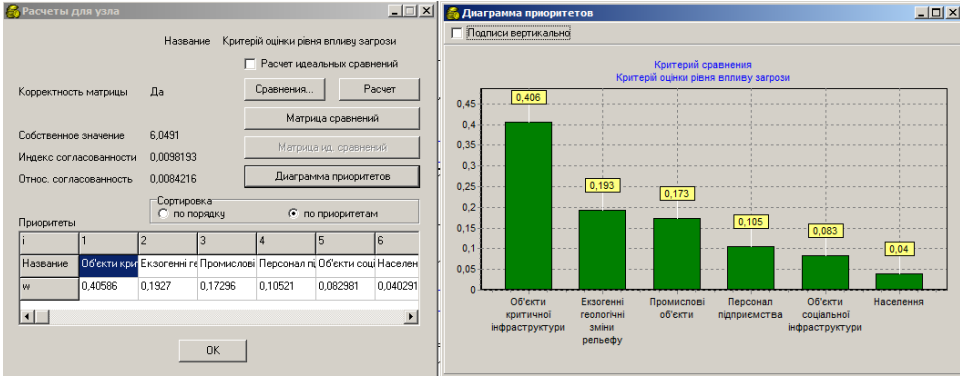 Расчеты для узла
Название Критерій оцінки рівня впливу загрози
Расчет идеальных сравнений
Корректность матрицы Да
Сравнения... Расчет
Матрица сравнений
Собственное значение 6,0491
Матрица ид. сравнений
Индекс согласованности 0,0098193
Относ. согласованность 0,0084216
Диаграмма приоритетов
Сортировка
по порядку по приоритетам
Приоритеты
i 1 2 3 4 5 6
Название Об'єкти кри Екзогенні ге Промислові Персонал пі Об'єкти соці Населен
w 0,40586 0,1927 0,17296 0,10521 0,082981 0,040291
OK
Диаграмма приоритетов
Подписи вертикально
Критерий сравнения
Критерій оцінки рівня впливу загрози
0,45
0,4
0,35
0,3
0,25
0,2
0,15
0,1
0,05
0
0,406
0,193
0,173
0,105
0,083
0,04
Об'єкти
критичної
інфраструктури
Екзогенні
геологічні
зміни
рельєфу
Промислові
об'єкти
Персонал
підприємства
Об'єкти
соціальної
інфраструктури
Населення